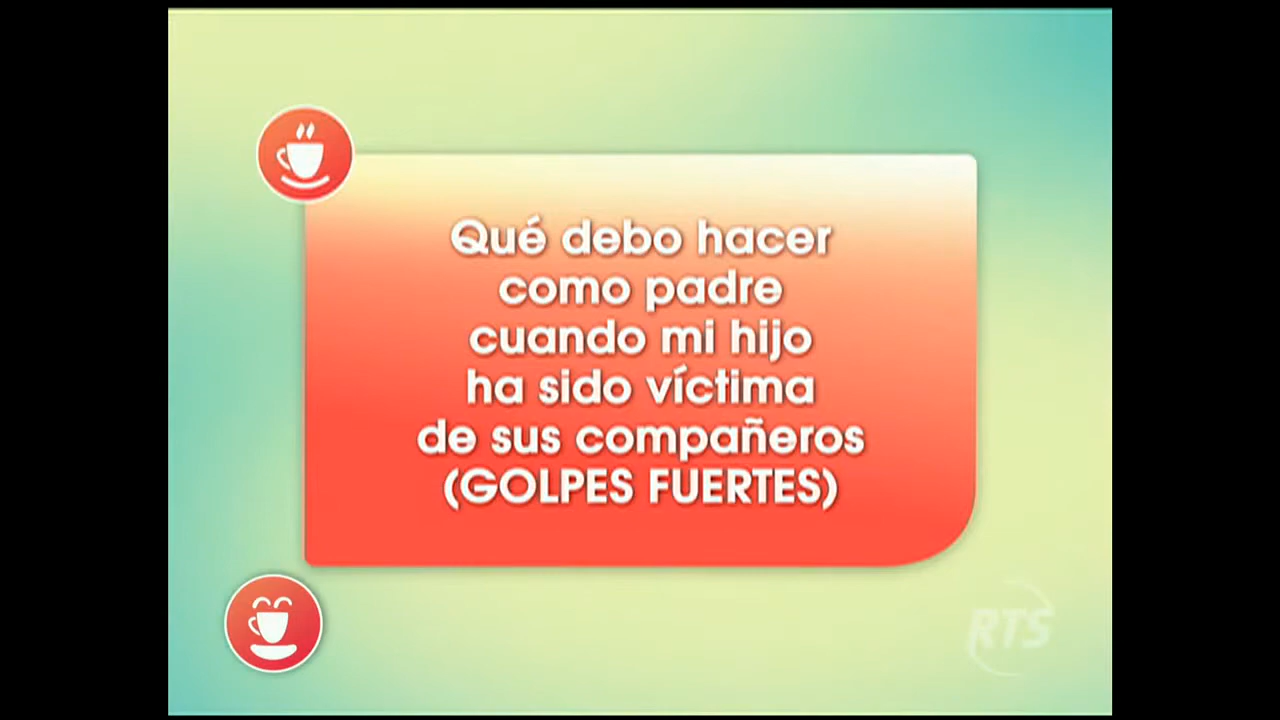 Qué debo hacer
como padre
cuando mi hijo
ha sido víctima
de sus compañeros
(GOLPES FUERTES)
RTS